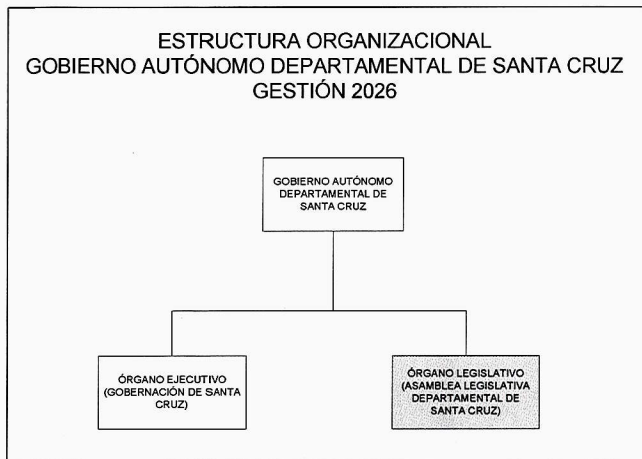 ESTRUCTURA ORGANIZACIONAL
GOBIERNO AUTÓNOMO DEPARTAMENTAL DE SANTA CRUZ
GESTIÓN 2026
GOBIERNO AUTÓNOMO
DEPARTAMENTAL DE
SANTA CRUZ
ÓRGANO EJECUTIVO
(GOBERNACIÓN DE SANTA
CRUZ)
ÓRGANO LEGISLATIVO
(ASAMBLEA LEGISLATIVA
DEPARTAMENTAL DE
SANTA CRUZ)